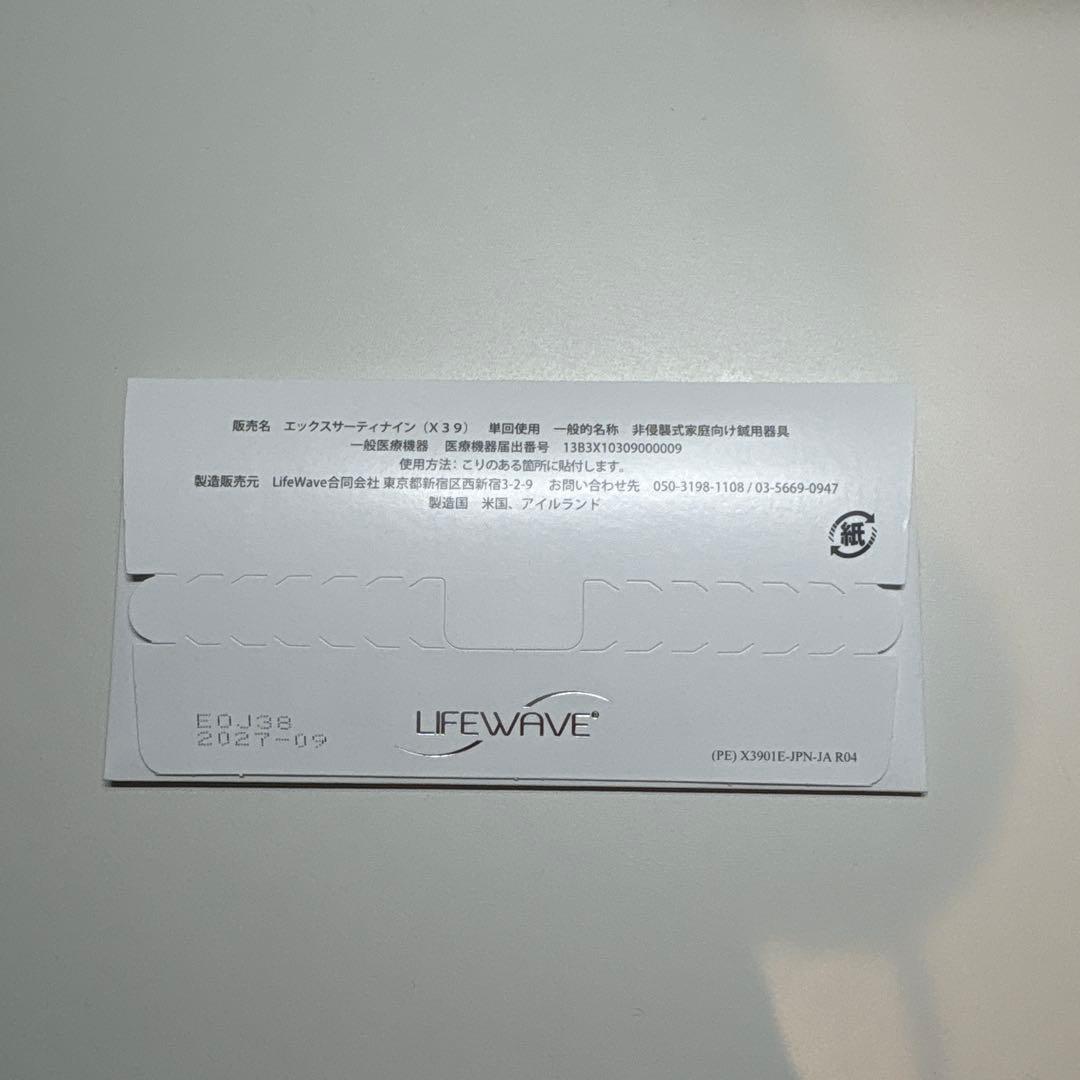 販売名　エックスサーティナイン（Ｘ３９）　単回使用　一般的名称　非侵襲式家庭向け鍼用器具
一般医療機器　医療機器届出番号　13B3X10309000009
使用方法：こりのある箇所に貼付します。
製造販売元　LifeWave合同会社 東京都新宿区西新宿3-2-9　お問い合わせ先　050-3198-1108 / 03-5669-0947
製造国　米国、アイルランド
紙
EOJ38
2027-09
LIFEWAVE®
(PE) X3901E-JPN-JA R04